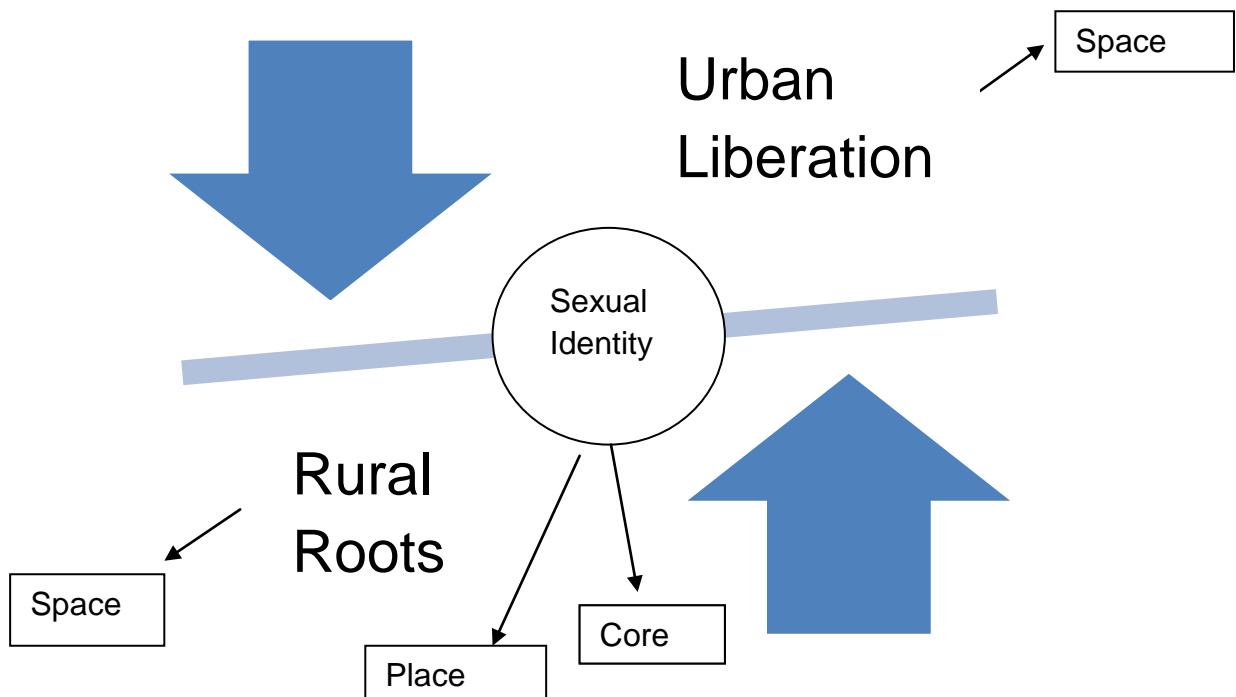 Space
Urban
Liberation
Sexual
Identity
Rural
Roots
Space
Core
Place